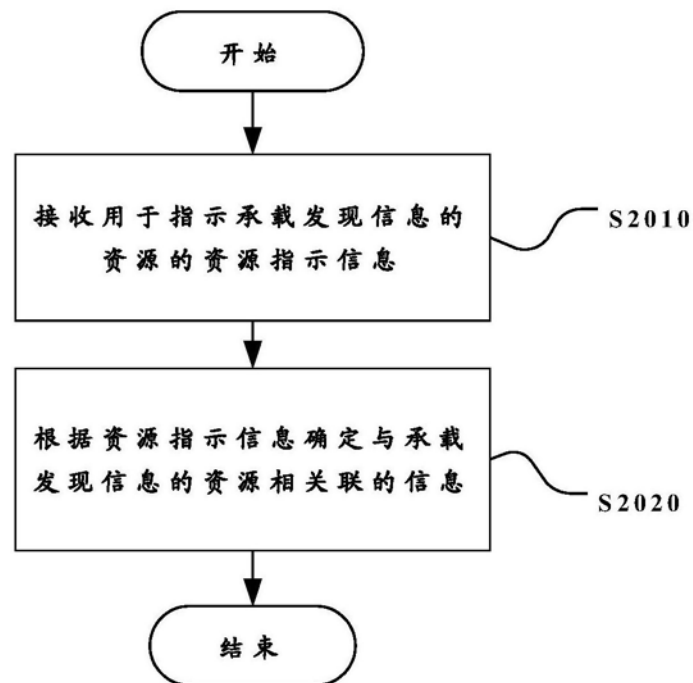 开始
接收用于指示承载发现信息的
资源的资源指示信息
S2010
根据资源指示信息确定与承载
发现信息的资源相关联的信息
S2020
结束